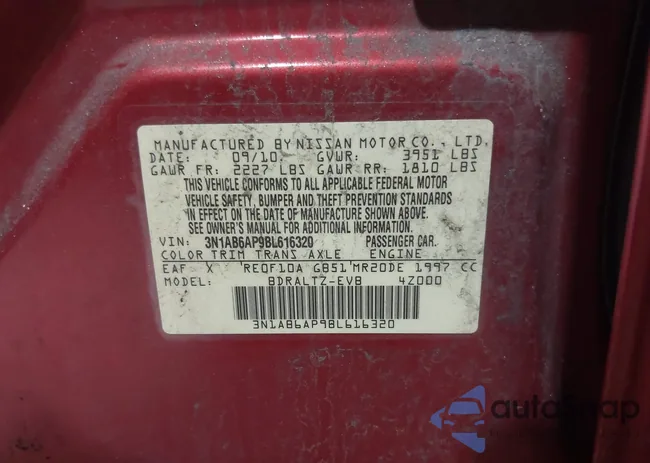 MANUFACTURED BY NISSAN MOTOR CO., LTD.
DATE: 09/10 GVWR: 3951 LBS
GAWR FR: 2227 LBS GAWR RR: 1810 LBS
THIS VEHICLE CONFORMS TO ALL APPLICABLE FEDERAL MOTOR
VEHICLE SAFETY, BUMPER AND THEFT PREVENTION STANDARDS
IN EFFECT ON THE DATE OF MANUFACTURE SHOWN ABOVE.
SEE OWNER'S MANUAL FOR ADDITIONAL INFORMATION.
VIN: 3N1AB6AP9BL616320 PASSENGER CAR.
COLOR TRIM TRANS AXLE ENGINE
EAF X 'RE0F10A GB51'MR20DE 1997 CC
MODEL: BDRALTZ-EVB 4Z000
3N1AB6AP9BL616320
autosnap